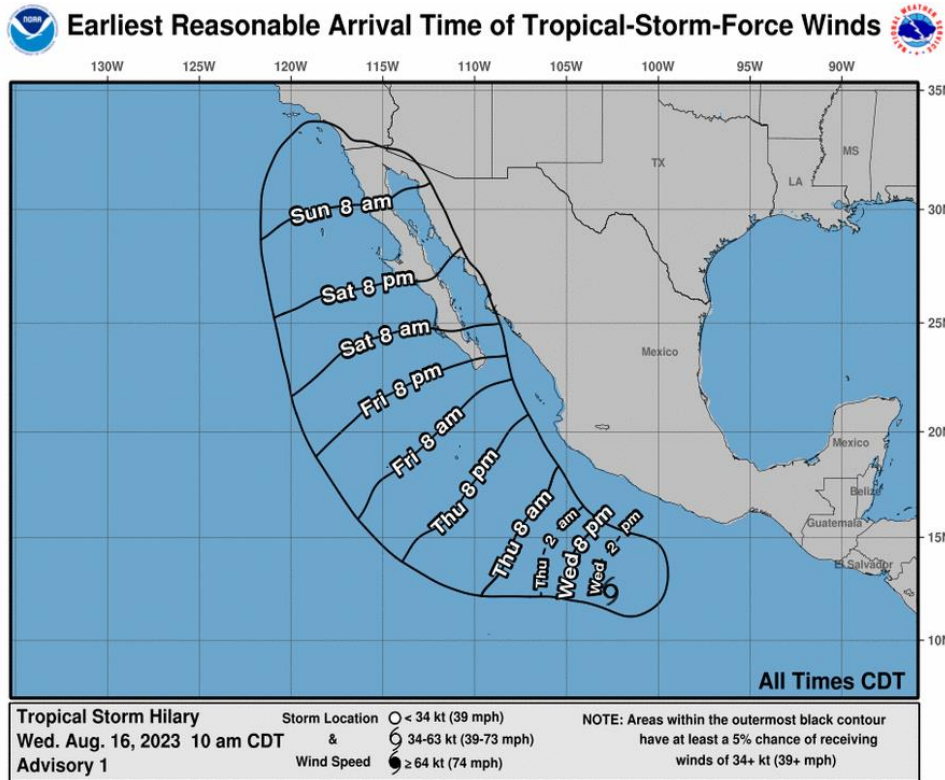 NOAA
Earliest Reasonable Arrival Time of Tropical-Storm-Force Winds
130W 125W 120W 115W 110W 105W 100W 95W 90W
35N
30N
25N
20N
15N
10N
TX
LA
MS
Mexico
Mexico
Belize
Guatemala
El Salvador
Sun 8 am
Sat 8 pm
Sat 8 am
Fri 8 pm
Fri 8 am
Thu 8 pm
Thu 8 am
Thu 2 am
Wed 8 pm
Wed 2 pm
All Times CDT
Tropical Storm Hilary
Wed. Aug. 16, 2023 10 am CDT
Advisory 1
Storm Location
&
Wind Speed
< 34 kt (39 mph)
34-63 kt (39-73 mph)
≥ 64 kt (74 mph)
NOTE: Areas within the outermost black contour
have at least a 5% chance of receiving
winds of 34+ kt (39+ mph)